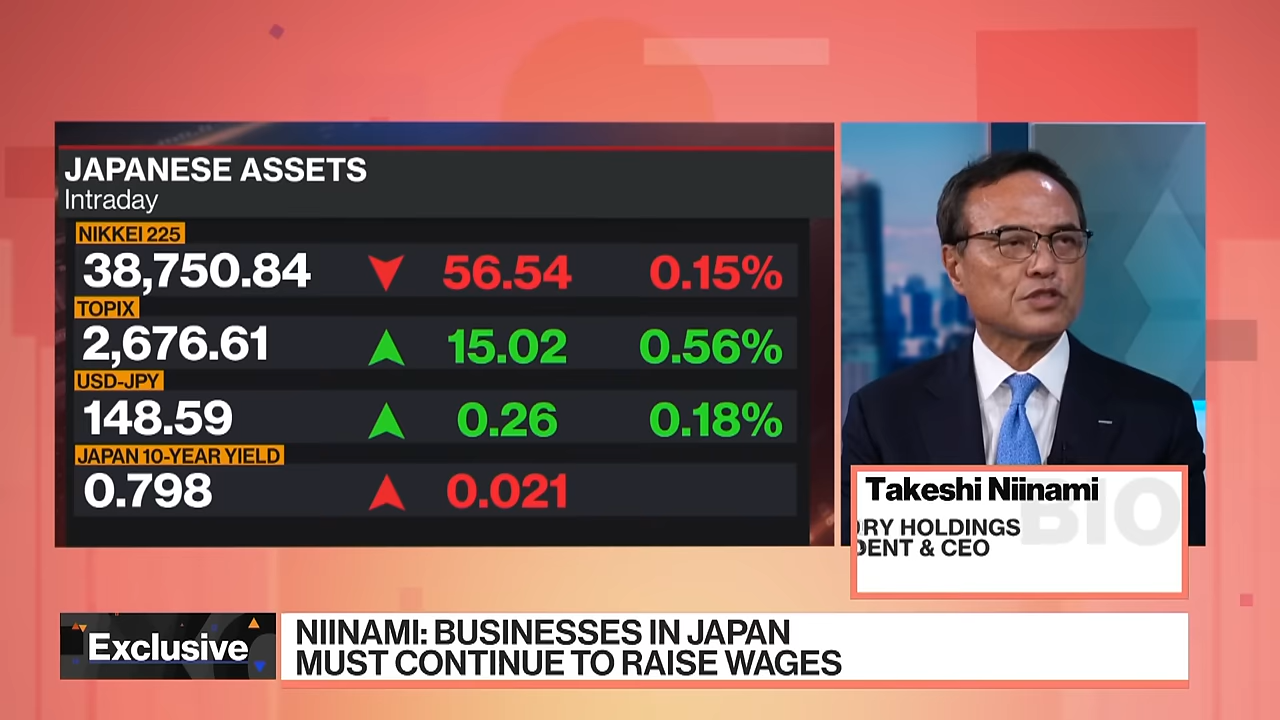 JAPANESE ASSETS
Intraday
NIKKEI 225
38,750.84 56.54 0.15%
TOPIX
2,676.61 15.02 0.56%
USD-JPY
148.59 0.26 0.18%
JAPAN 10-YEAR YIELD
0.798 0.021
Takeshi Niinami
BIO
ORY HOLDINGS
DENT & CEO
Exclusive
NIINAMI: BUSINESSES IN JAPAN
MUST CONTINUE TO RAISE WAGES